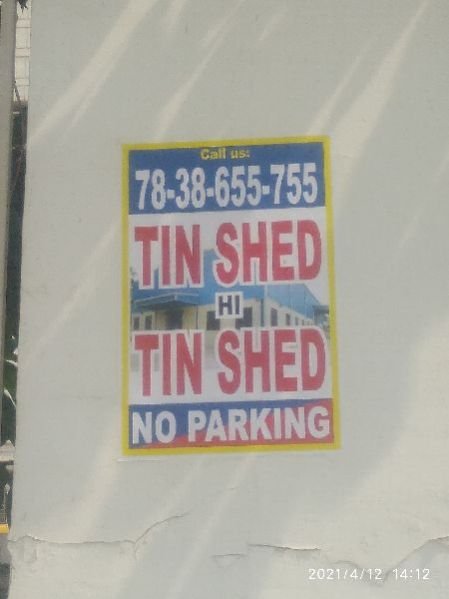 Call us:
78-38-655-755
TIN SHED
HI
TIN SHED
NO PARKING
2021/4/12 14:12